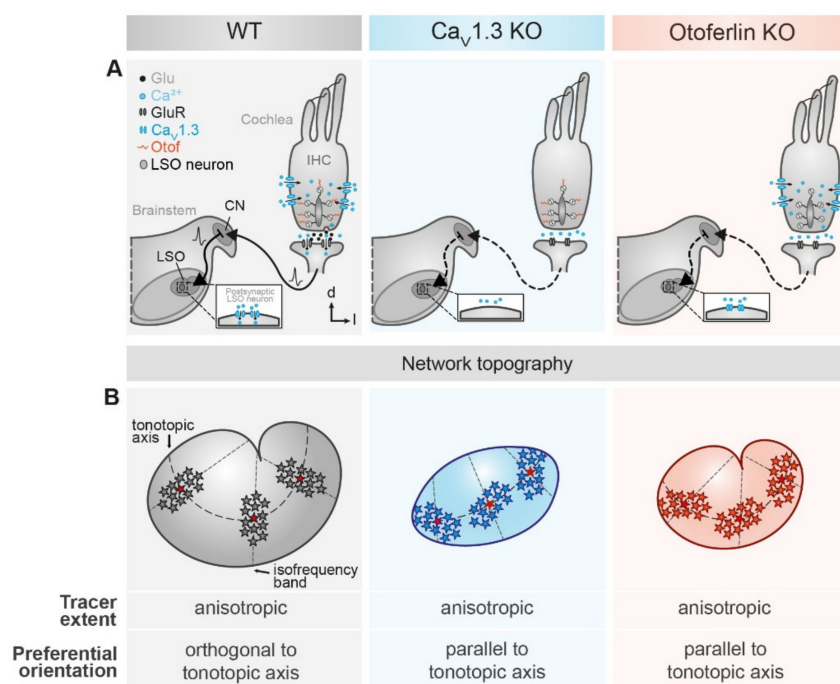 WT
Ca_V1.3 KO
Otoferlin KO
A
Glu
Ca²⁺
GluR
Ca_V1.3
Otof
LSO neuron
Cochlea
IHC
Brainstem
CN
LSO
Postsynaptic
LSO neuron
d
l
Network topography
B
tonotopic
axis
isofrequency
band
Tracer
extent
anisotropic
anisotropic
anisotropic
Preferential
orientation
orthogonal to
tonotopic axis
parallel to
tonotopic axis
parallel to
tonotopic axis